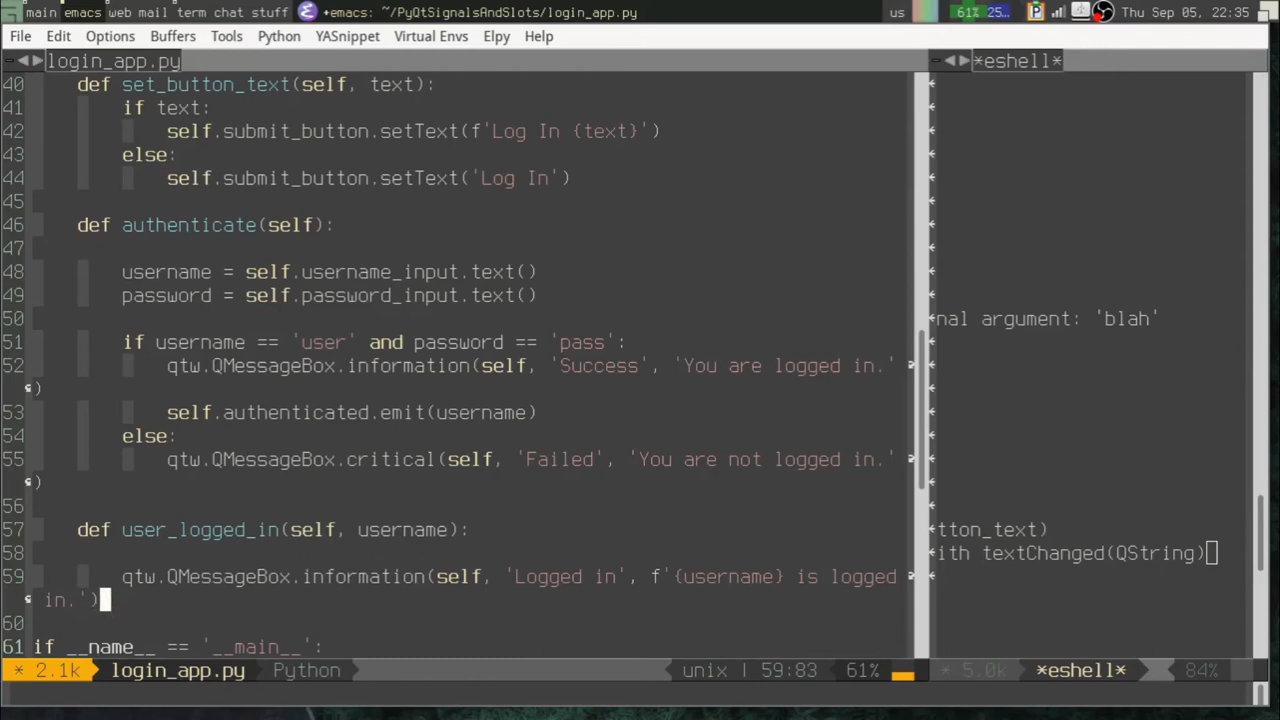 main emacs web mail term chat stuff +emacs: ~/PyQtSignalsAndSlots/login_app.py us 61% 25... Thu Sep 05, 22:35
File Edit Options Buffers Tools Python YASnippet Virtual Envs Elpy Help
login_app.py *eshell*
40 def set_button_text(self, text):
41 if text:
42 self.submit_button.setText(f'Log In {text}')
43 else:
44 self.submit_button.setText('Log In')
45
46 def authenticate(self):
47
48 username = self.username_input.text()
49 password = self.password_input.text()
50
nal argument: 'blah'
51 if username == 'user' and password == 'pass':
52 qtw.QMessageBox.information(self, 'Success', 'You are logged in.'
)
53 self.authenticated.emit(username)
54 else:
55 qtw.QMessageBox.critical(self, 'Failed', 'You are not logged in.'
)
56
57 def user_logged_in(self, username):
tton_text)
58
ith textChanged(QString)
59 qtw.QMessageBox.information(self, 'Logged in', f'{username} is logged
in.')
60
61 if __name__ == '__main__':
* 2.1k login_app.py Python unix | 59:83 61% * 5.0k *eshell* 84%